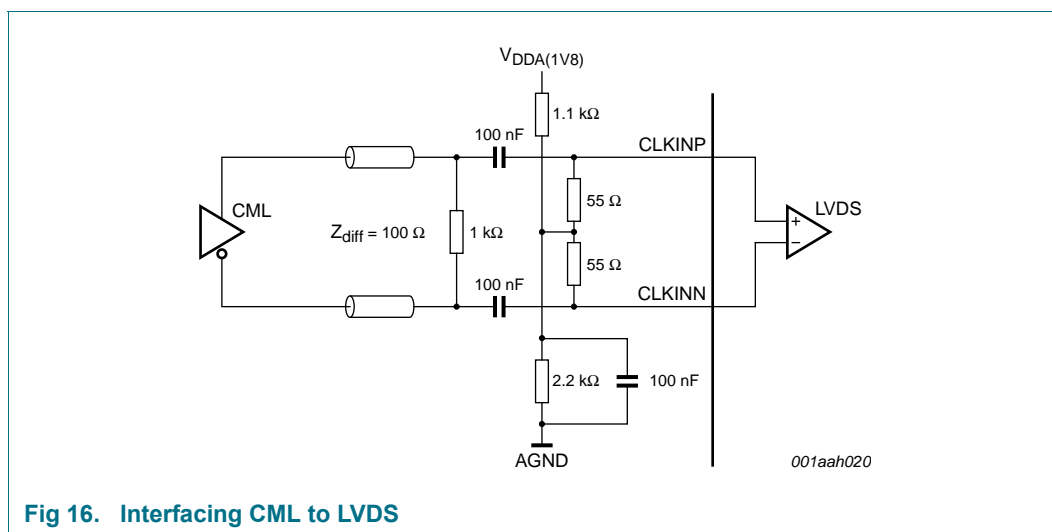 VDDA(1V8)
1.1 kΩ
100 nF
CLKINP
CML
Zdiff = 100 Ω
1 kΩ
55 Ω
LVDS
+
−
55 Ω
100 nF
CLKINN
2.2 kΩ
100 nF
AGND
001aah020
Fig 16. Interfacing CML to LVDS